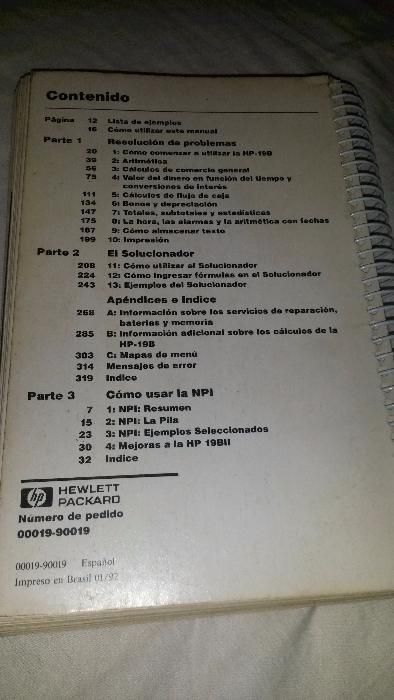 Contenido
Página 12 Lista de ejemplos
16 Cómo utilizar este manual
Parte 1 Resolución de problemas
20 1: Cómo comenzar a utilizar la HP-19B
39 2: Aritmética
56 3: Cálculos de comercio general
75 4: Valor del dinero en función del tiempo y
conversiones de interés
111 5: Cálculos de flujo de caja
134 6: Bonos y depreciación
147 7: Totales, subtotales y estadísticas
175 8: La hora, las alarmas y la aritmética con fechas
187 9: Cómo almacenar texto
199 10: Impresión
Parte 2 El Solucionador
208 11: Cómo utilizar el Solucionador
224 12: Cómo ingresar fórmulas en el Solucionador
243 13: Ejemplos del Solucionador
Apéndices e Indice
268 A: Información sobre los servicios de reparación,
baterías y memoria
285 B: Información adicional sobre los cálculos de la
HP-19B
303 C: Mapas de menú
314 Mensajes de error
319 Indice
Parte 3 Cómo usar la NPI
7 1: NPI: Resumen
15 2: NPI: La Pila
23 3: NPI: Ejemplos Seleccionados
30 4: Mejoras a la HP 19BII
32 Indice
hp HEWLETT
PACKARD
Número de pedido
00019-90019
00019-90019 Español
Impreso en Brasil 01/92